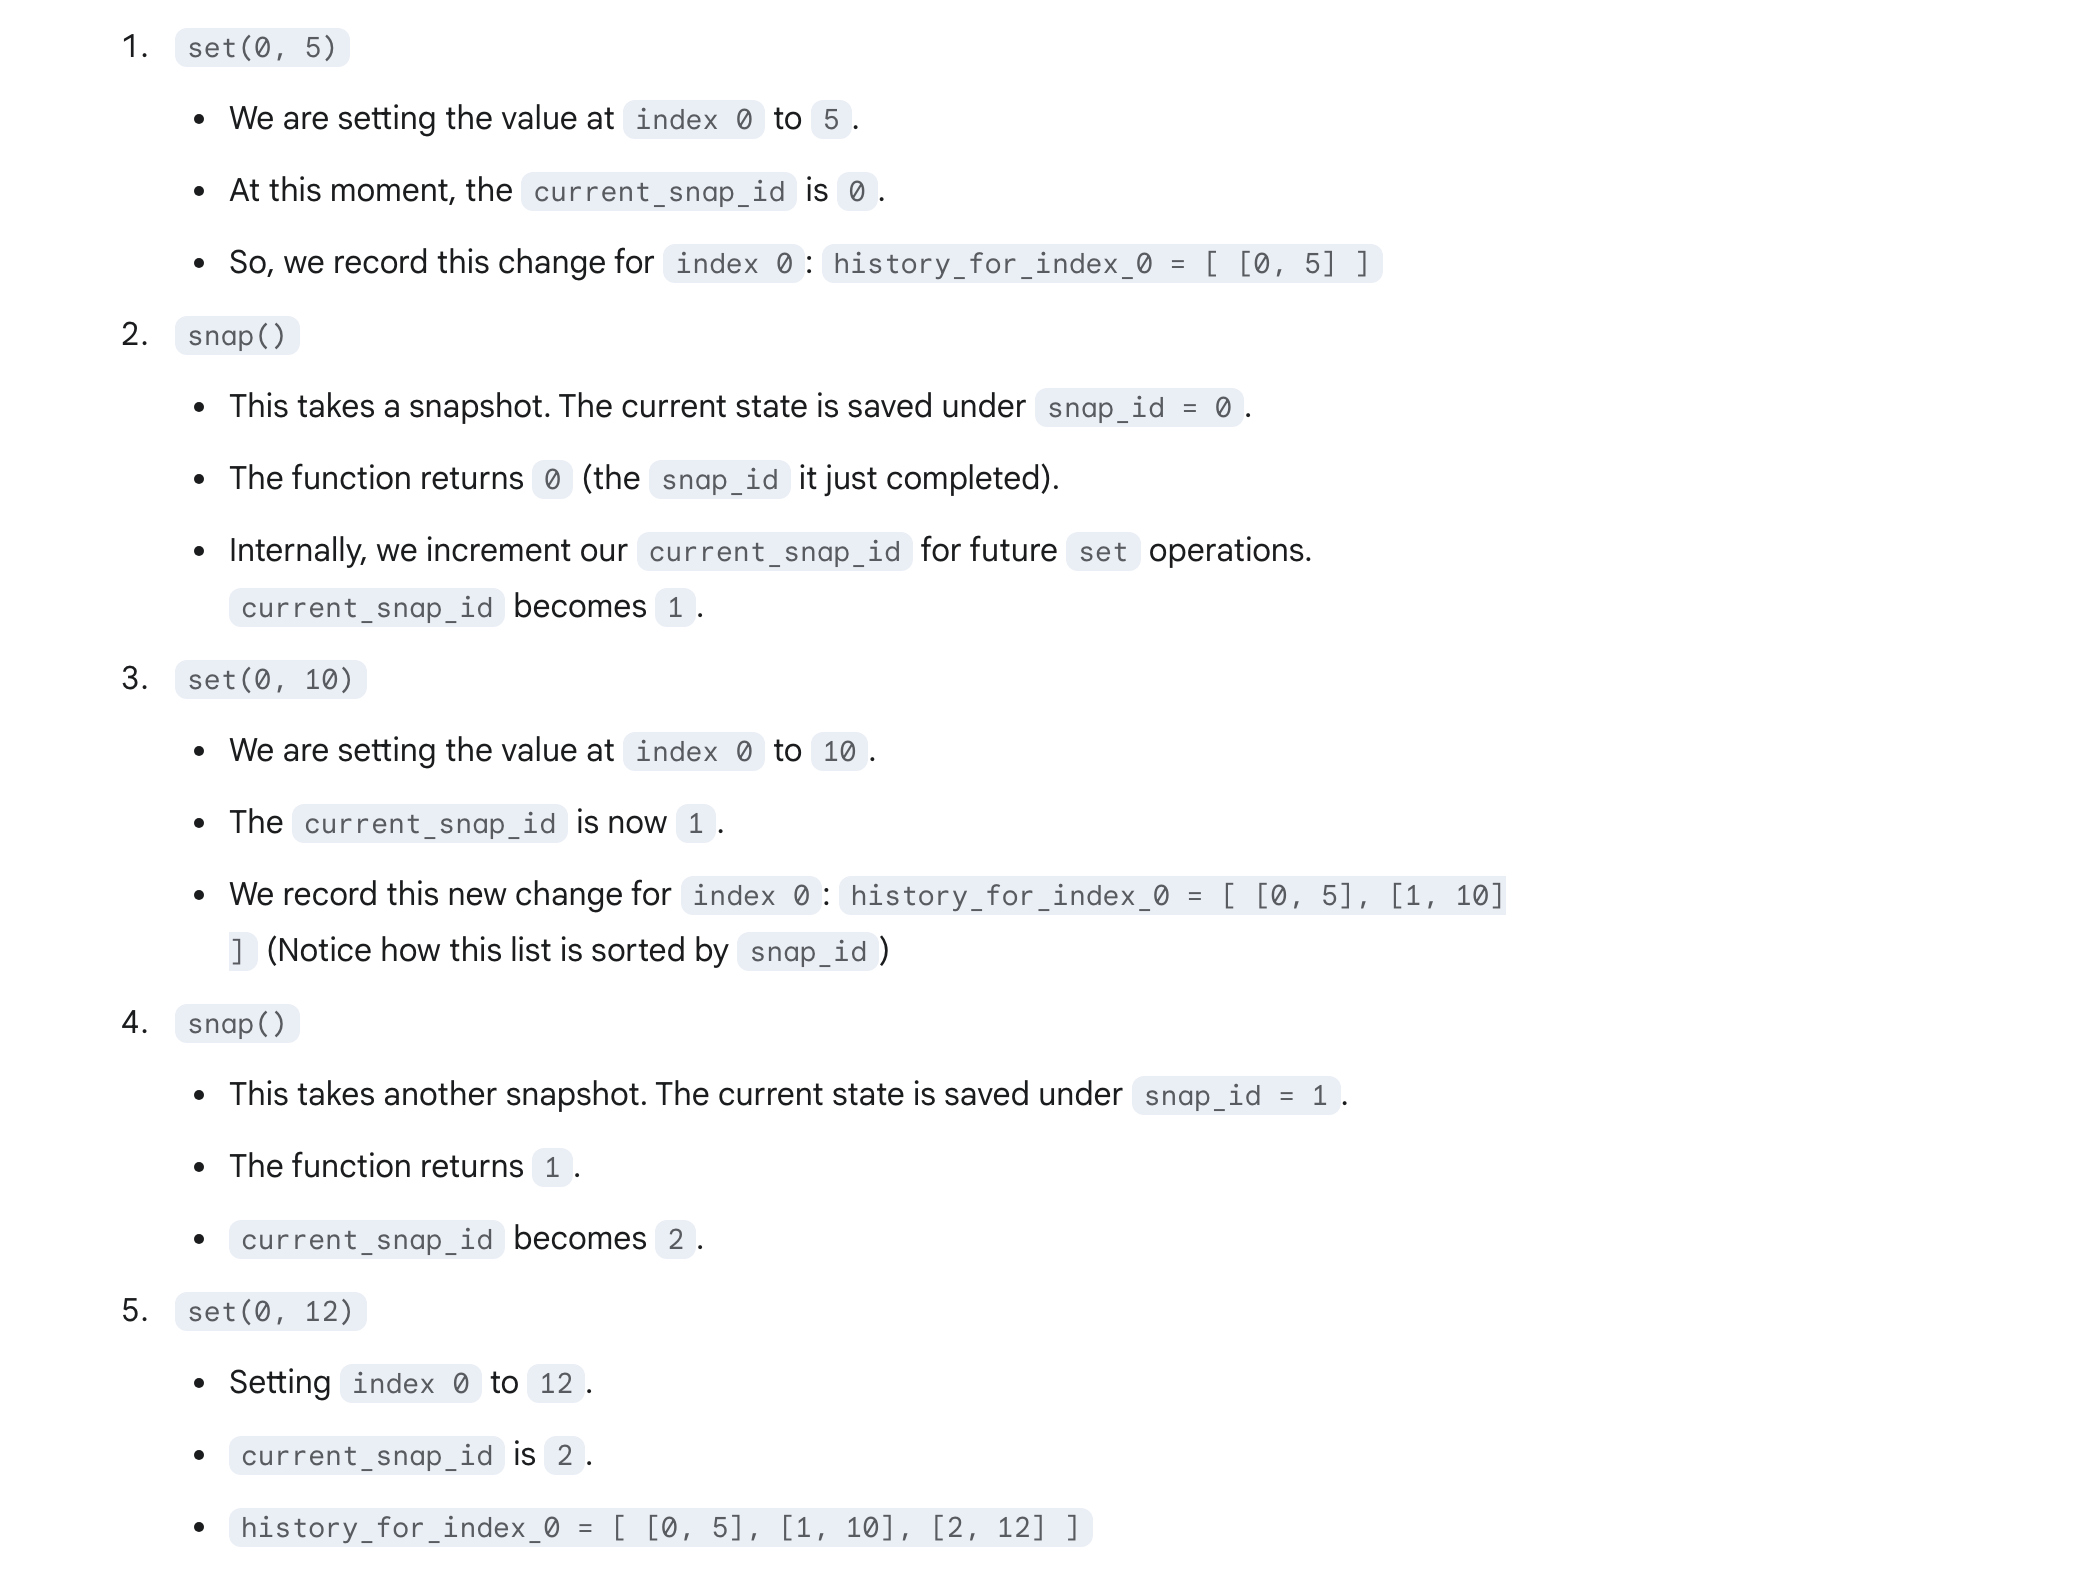 1. set(0, 5)
• We are setting the value at index 0 to 5.
• At this moment, the current_snap_id is 0.
• So, we record this change for index 0: history_for_index_0 = [ [0, 5] ]
2. snap()
• This takes a snapshot. The current state is saved under snap_id = 0.
• The function returns 0 (the snap_id it just completed).
• Internally, we increment our current_snap_id for future set operations.
current_snap_id becomes 1.
3. set(0, 10)
• We are setting the value at index 0 to 10.
• The current_snap_id is now 1.
• We record this new change for index 0: history_for_index_0 = [ [0, 5], [1, 10]
] (Notice how this list is sorted by snap_id)
4. snap()
• This takes another snapshot. The current state is saved under snap_id = 1.
• The function returns 1.
• current_snap_id becomes 2.
5. set(0, 12)
• Setting index 0 to 12.
• current_snap_id is 2.
• history_for_index_0 = [ [0, 5], [1, 10], [2, 12] ]